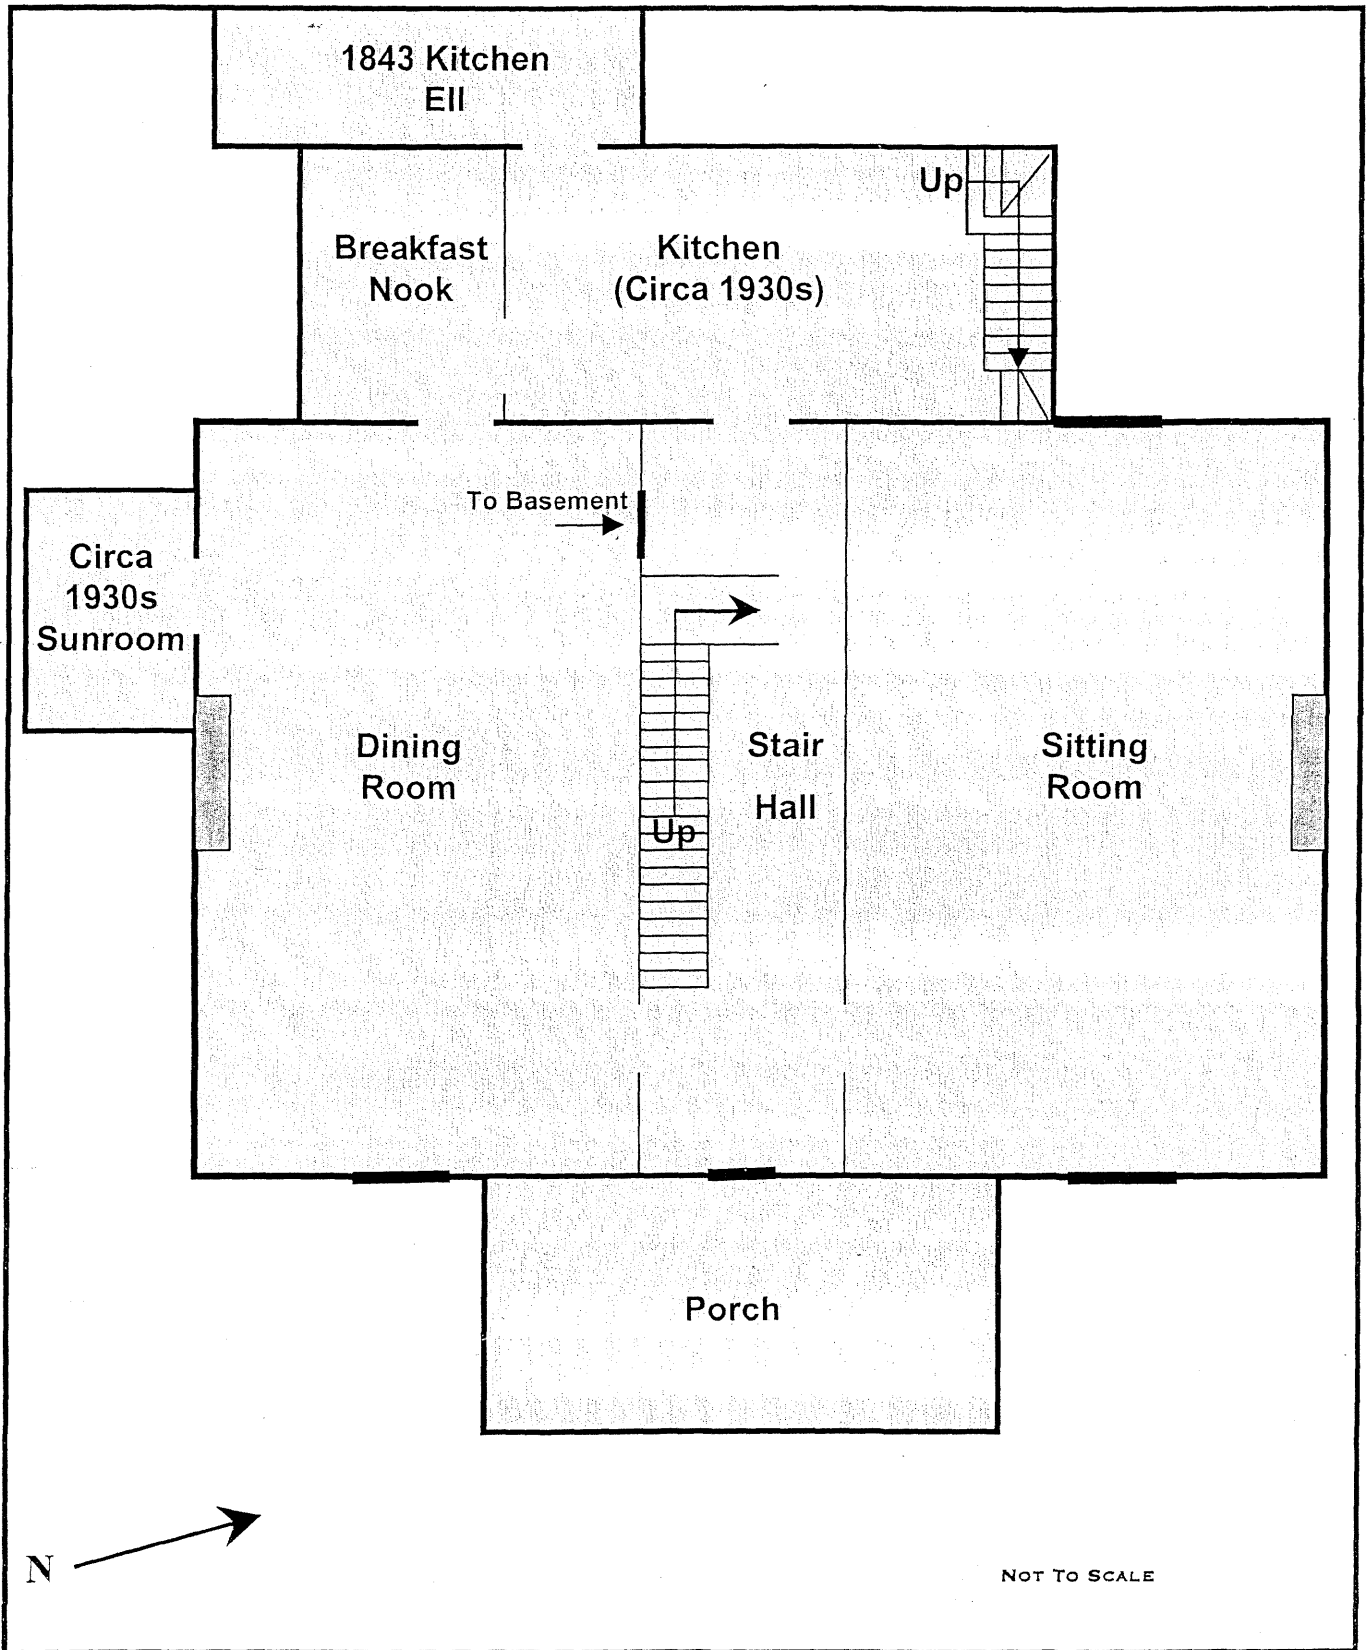 1843 Kitchen
Ell
Up
Breakfast
Nook
Kitchen
(Circa 1930s)
To Basement
Circa
1930s
Sunroom
Dining
Room
Stair
Hall
Sitting
Room
Up
Porch
N
NOT TO SCALE